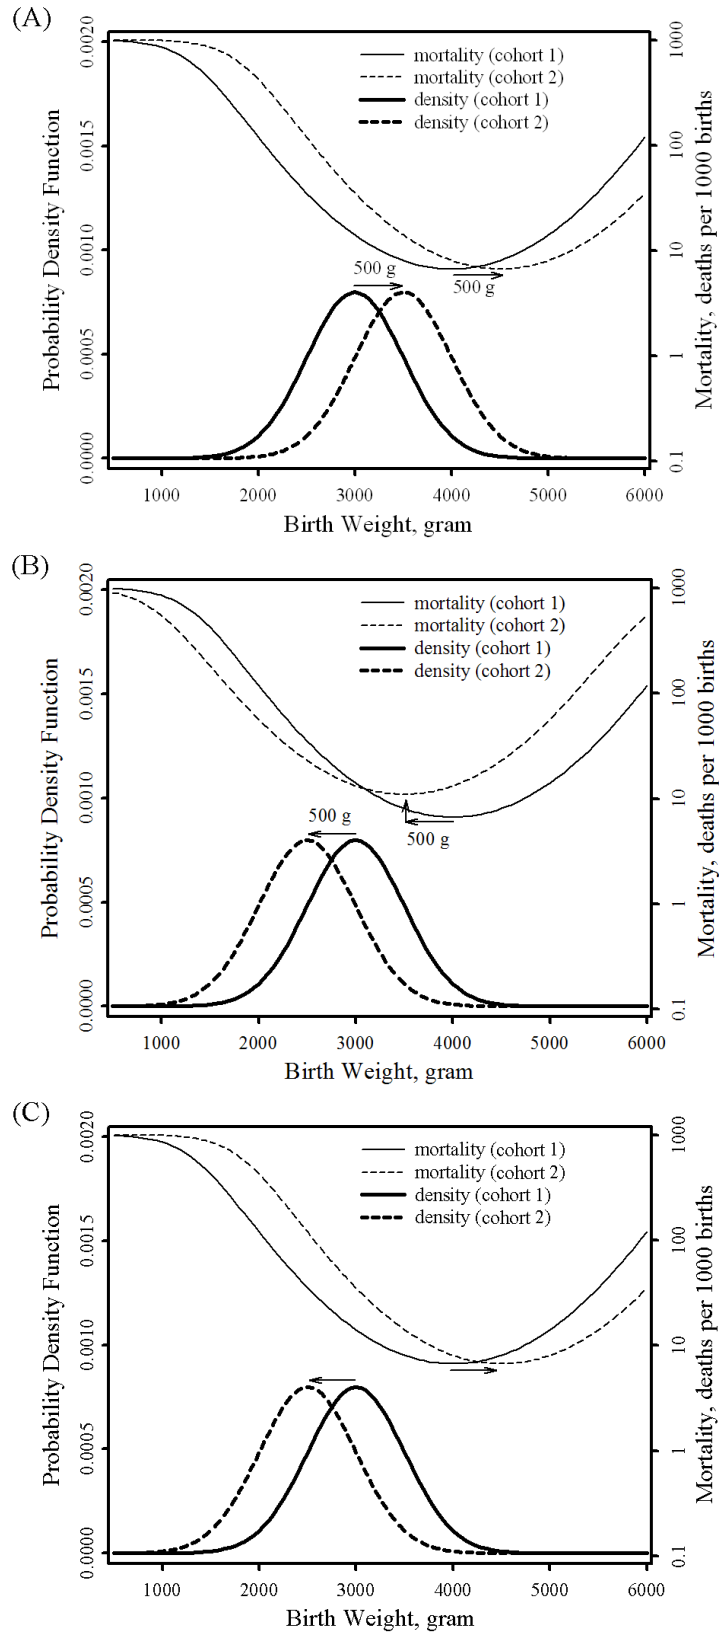 (A)
mortality (cohort 1)
mortality (cohort 2)
density (cohort 1)
density (cohort 2)
Probability Density Function
0.0020
0.0015
0.0010
0.0005
0.0000
1000
100
10
1
0.1
Mortality, deaths per 1000 births
500 g
500 g
1000 2000 3000 4000 5000 6000
Birth Weight, gram
(B)
mortality (cohort 1)
mortality (cohort 2)
density (cohort 1)
density (cohort 2)
Probability Density Function
0.0020
0.0015
0.0010
0.0005
0.0000
1000
100
10
1
0.1
Mortality, deaths per 1000 births
500 g
500 g
1000 2000 3000 4000 5000 6000
Birth Weight, gram
(C)
mortality (cohort 1)
mortality (cohort 2)
density (cohort 1)
density (cohort 2)
Probability Density Function
0.0020
0.0015
0.0010
0.0005
0.0000
1000
100
10
1
0.1
Mortality, deaths per 1000 births
1000 2000 3000 4000 5000 6000
Birth Weight, gram